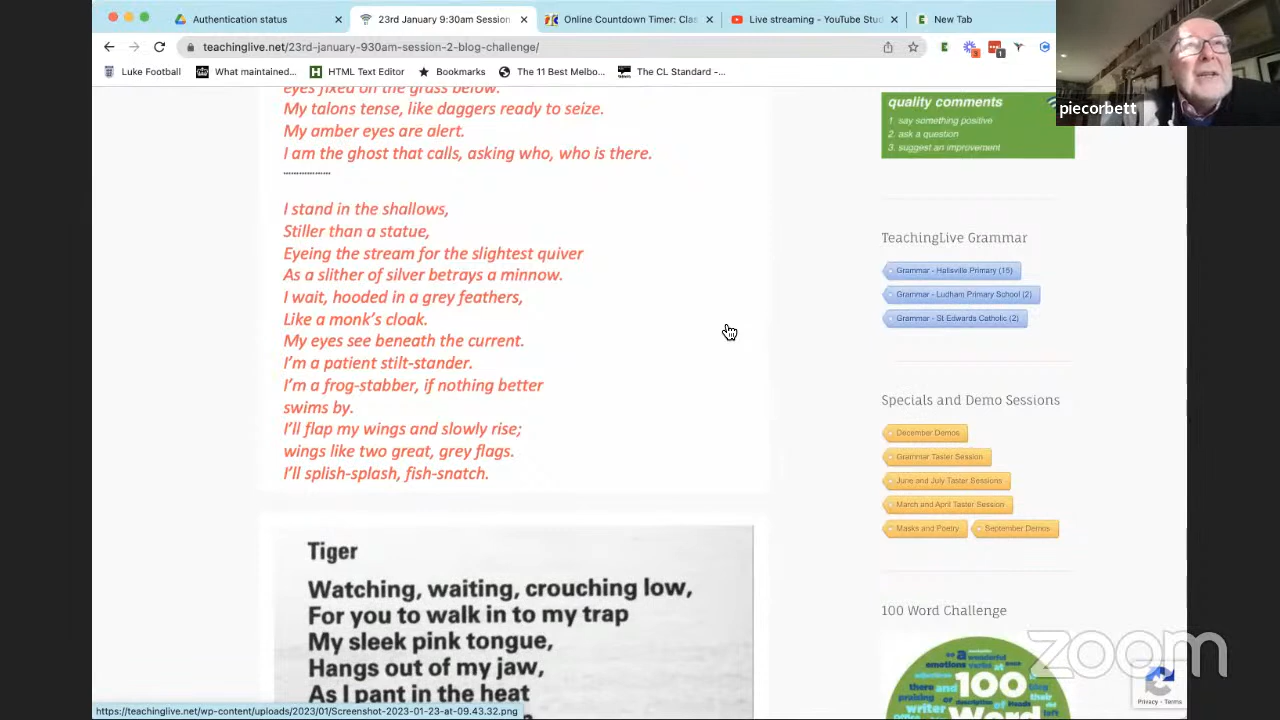 Authentication status
23rd January 9:30am Session
Online Countdown Timer: Clas
Live streaming - YouTube Stud
New Tab
teachinglive.net/23rd-january-930am-session-2-blog-challenge/
Luke Football
What maintained...
HTML Text Editor
Bookmarks
The 11 Best Melbo...
The CL Standard -...
piecorbett
eyes fixed on the grass below.
My talons tense, like daggers ready to seize.
My amber eyes are alert.
I am the ghost that calls, asking who, who is there.
..................
I stand in the shallows,
Stiller than a statue,
Eyeing the stream for the slightest quiver
As a slither of silver betrays a minnow.
I wait, hooded in a grey feathers,
Like a monk's cloak.
My eyes see beneath the current.
I'm a patient stilt-stander.
I'm a frog-stabber, if nothing better
swims by.
I'll flap my wings and slowly rise;
wings like two great, grey flags.
I'll splish-splash, fish-snatch.
Tiger
Watching, waiting, crouching low,
For you to walk in to my trap
My sleek pink tongue,
Hangs out of my jaw,
As I pant in the heat
quality comments
1. say something positive
2. ask a question
3. suggest an improvement
TeachingLive Grammar
Grammar - Hallsville Primary (15)
Grammar - Ludham Primary School (2)
Grammar - St Edwards Catholic (2)
Specials and Demo Sessions
December Demos
Grammar Taster Session
June and July Taster Sessions
March and April Taster Session
Masks and Poetry
September Demos
100 Word Challenge
100
zoom
Privacy - Terms
https://teachinglive.net/wp-content/uploads/2023/01/Screenshot-2023-01-23-at-09.43.32.png